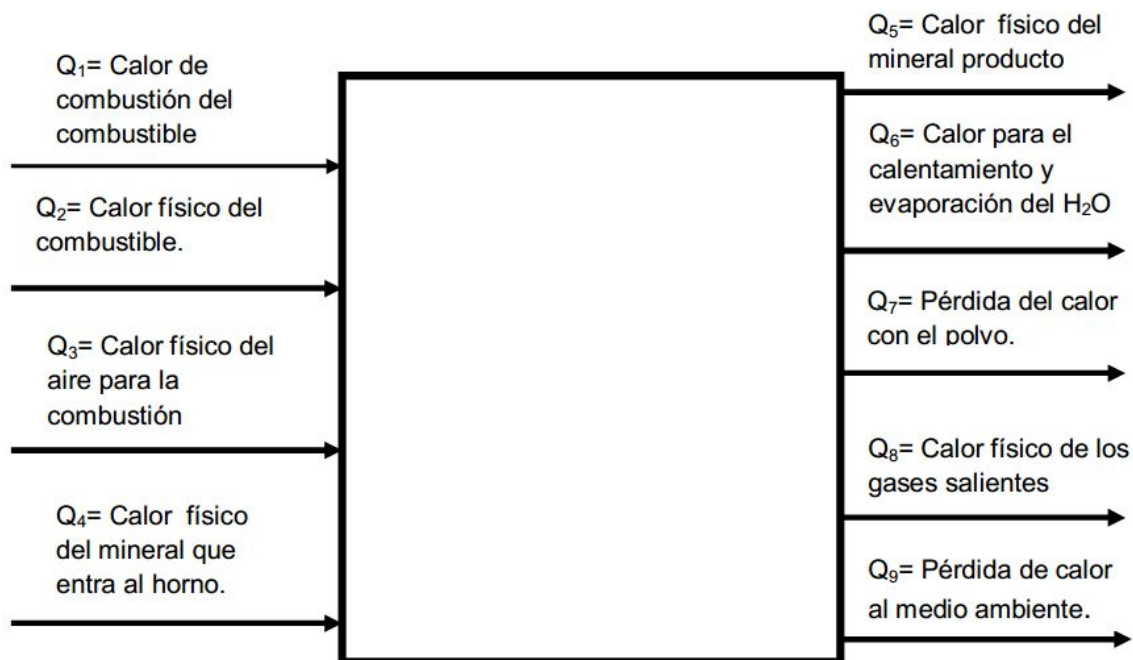 Q₁= Calor de
combustión del
combustible
Q₂= Calor físico del
combustible.
Q₃= Calor físico del
aire para la
combustión
Q₄= Calor físico
del mineral que
entra al horno.
Q₅= Calor físico del
mineral producto
Q₆= Calor para el
calentamiento y
evaporación del H₂O
Q₇= Pérdida del calor
con el polvo.
Q₈= Calor físico de los
gases salientes
Q₉= Pérdida de calor
al medio ambiente.